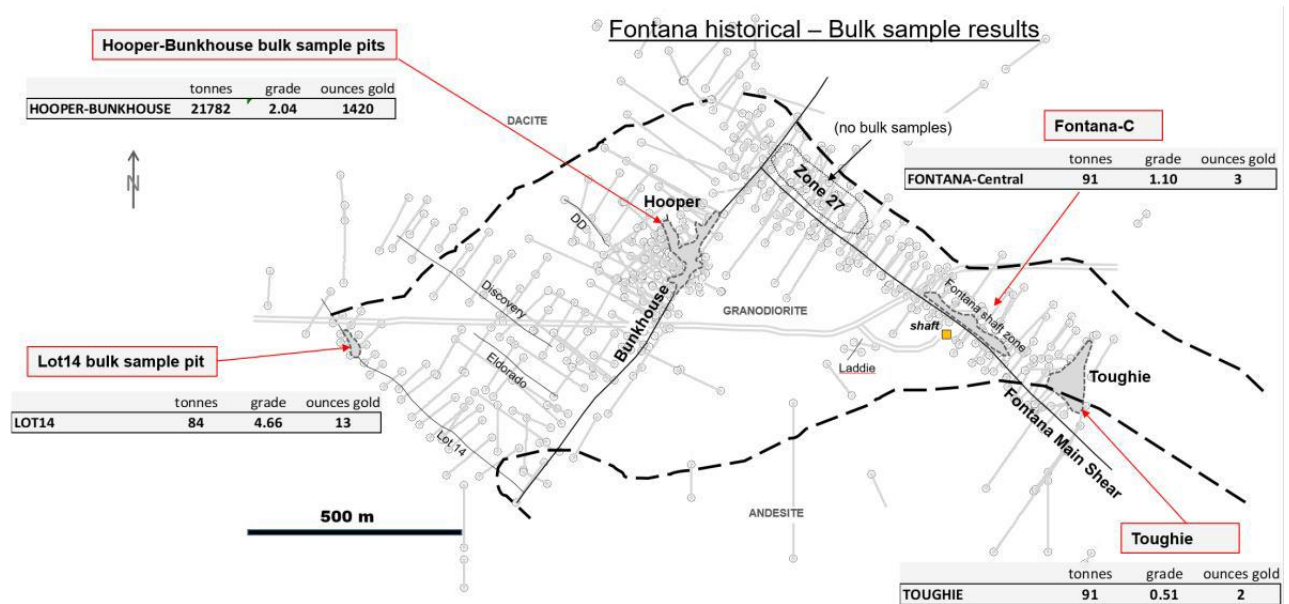 Fontana historical – Bulk sample results
Hooper-Bunkhouse bulk sample pits
tonnes grade ounces gold
HOOPER-BUNKHOUSE 21782 2.04 1420
N
DACITE
(no bulk samples)
Fontana-C
tonnes grade ounces gold
FONTANA-Central 91 1.10 3
Zone 27
Hooper
DD
Discovery
Bunkhouse
GRANODIORITE
Fontana shaft zone
shaft
Lot14 bulk sample pit
Eldorado
Laddie
Toughie
tonnes grade ounces gold
LOT14 84 4.66 13
Lot 14
Fontana Main Shear
500 m
ANDESITE
Toughie
tonnes grade ounces gold
TOUGHIE 91 0.51 2